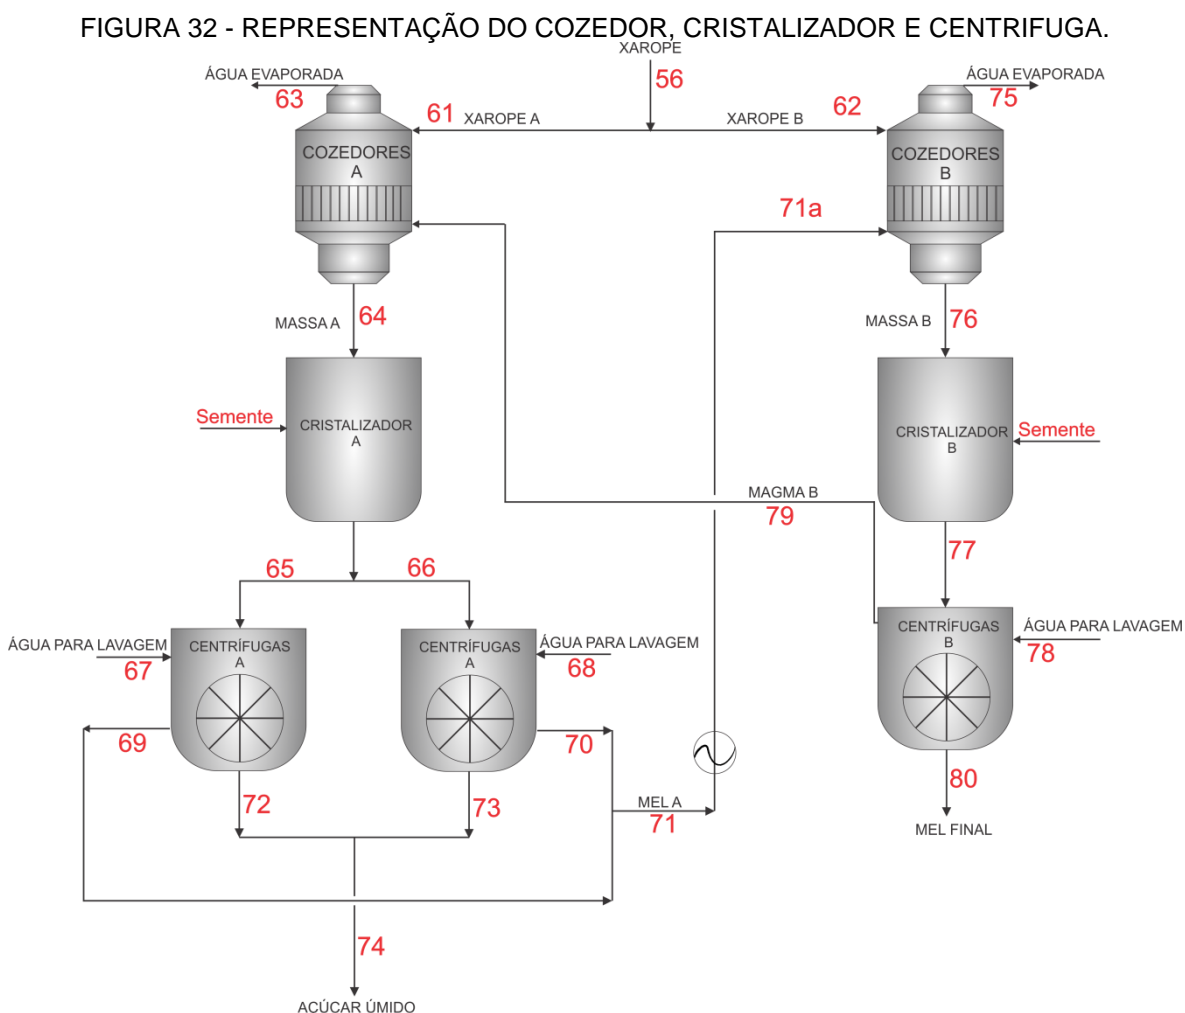 FIGURA 32 - REPRESENTAÇÃO DO COZEDOR, CRISTALIZADOR E CENTRIFUGA.
XAROPE
ÁGUA EVAPORADA
ÁGUA EVAPORADA
63
56
75
61
XAROPE A
XAROPE B
62
COZEDORES
A
COZEDORES
B
71a
MASSA A
64
MASSA B
76
Semente
CRISTALIZADOR
A
CRISTALIZADOR
B
Semente
MAGMA B
79
77
65
66
ÁGUA PARA LAVAGEM
67
CENTRÍFUGAS
A
CENTRÍFUGAS
A
ÁGUA PARA LAVAGEM
68
CENTRÍFUGAS
B
ÁGUA PARA LAVAGEM
78
69
70
72
73
MEL A
71
80
MEL FINAL
74
ACÚCAR ÚMIDO